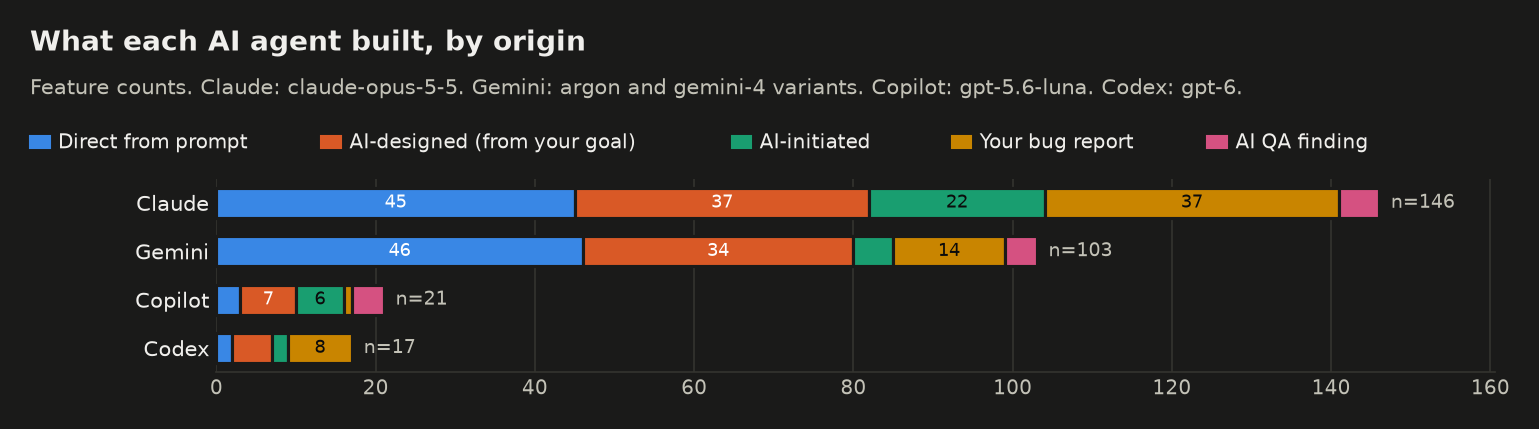 What each AI agent built, by origin
Feature counts. Claude: claude-opus-5-5. Gemini: argon and gemini-4 variants. Copilot: gpt-5.6-luna. Codex: gpt-6.
Direct from prompt AI-designed (from your goal) AI-initiated Your bug report AI QA finding
Claude 45 37 22 37 n=146
Gemini 46 34 14 n=103
Copilot 7 6 n=21
Codex 8 n=17
0 20 40 60 80 100 120 140 160